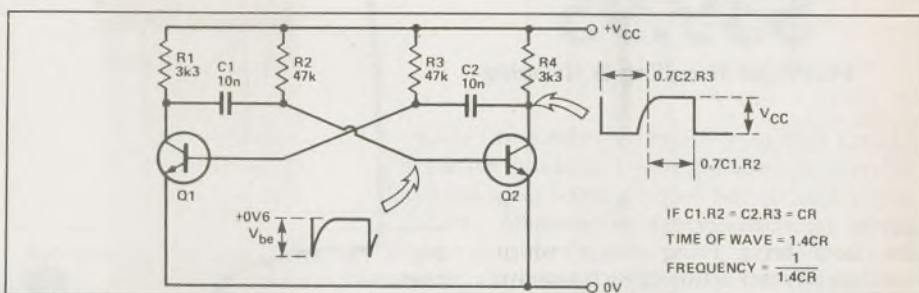 +VCC
R1
3k3
C1
10n
R2
47k
R3
47k
C2
10n
R4
3k3
0.7C2.R3
VCC
0.7C1.R2
Q1
Q2
+0V6
Vbe
IF C1.R2 = C2.R3 = CR
TIME OF WAVE = 1.4CR
FREQUENCY = 1
1.4CR
0V